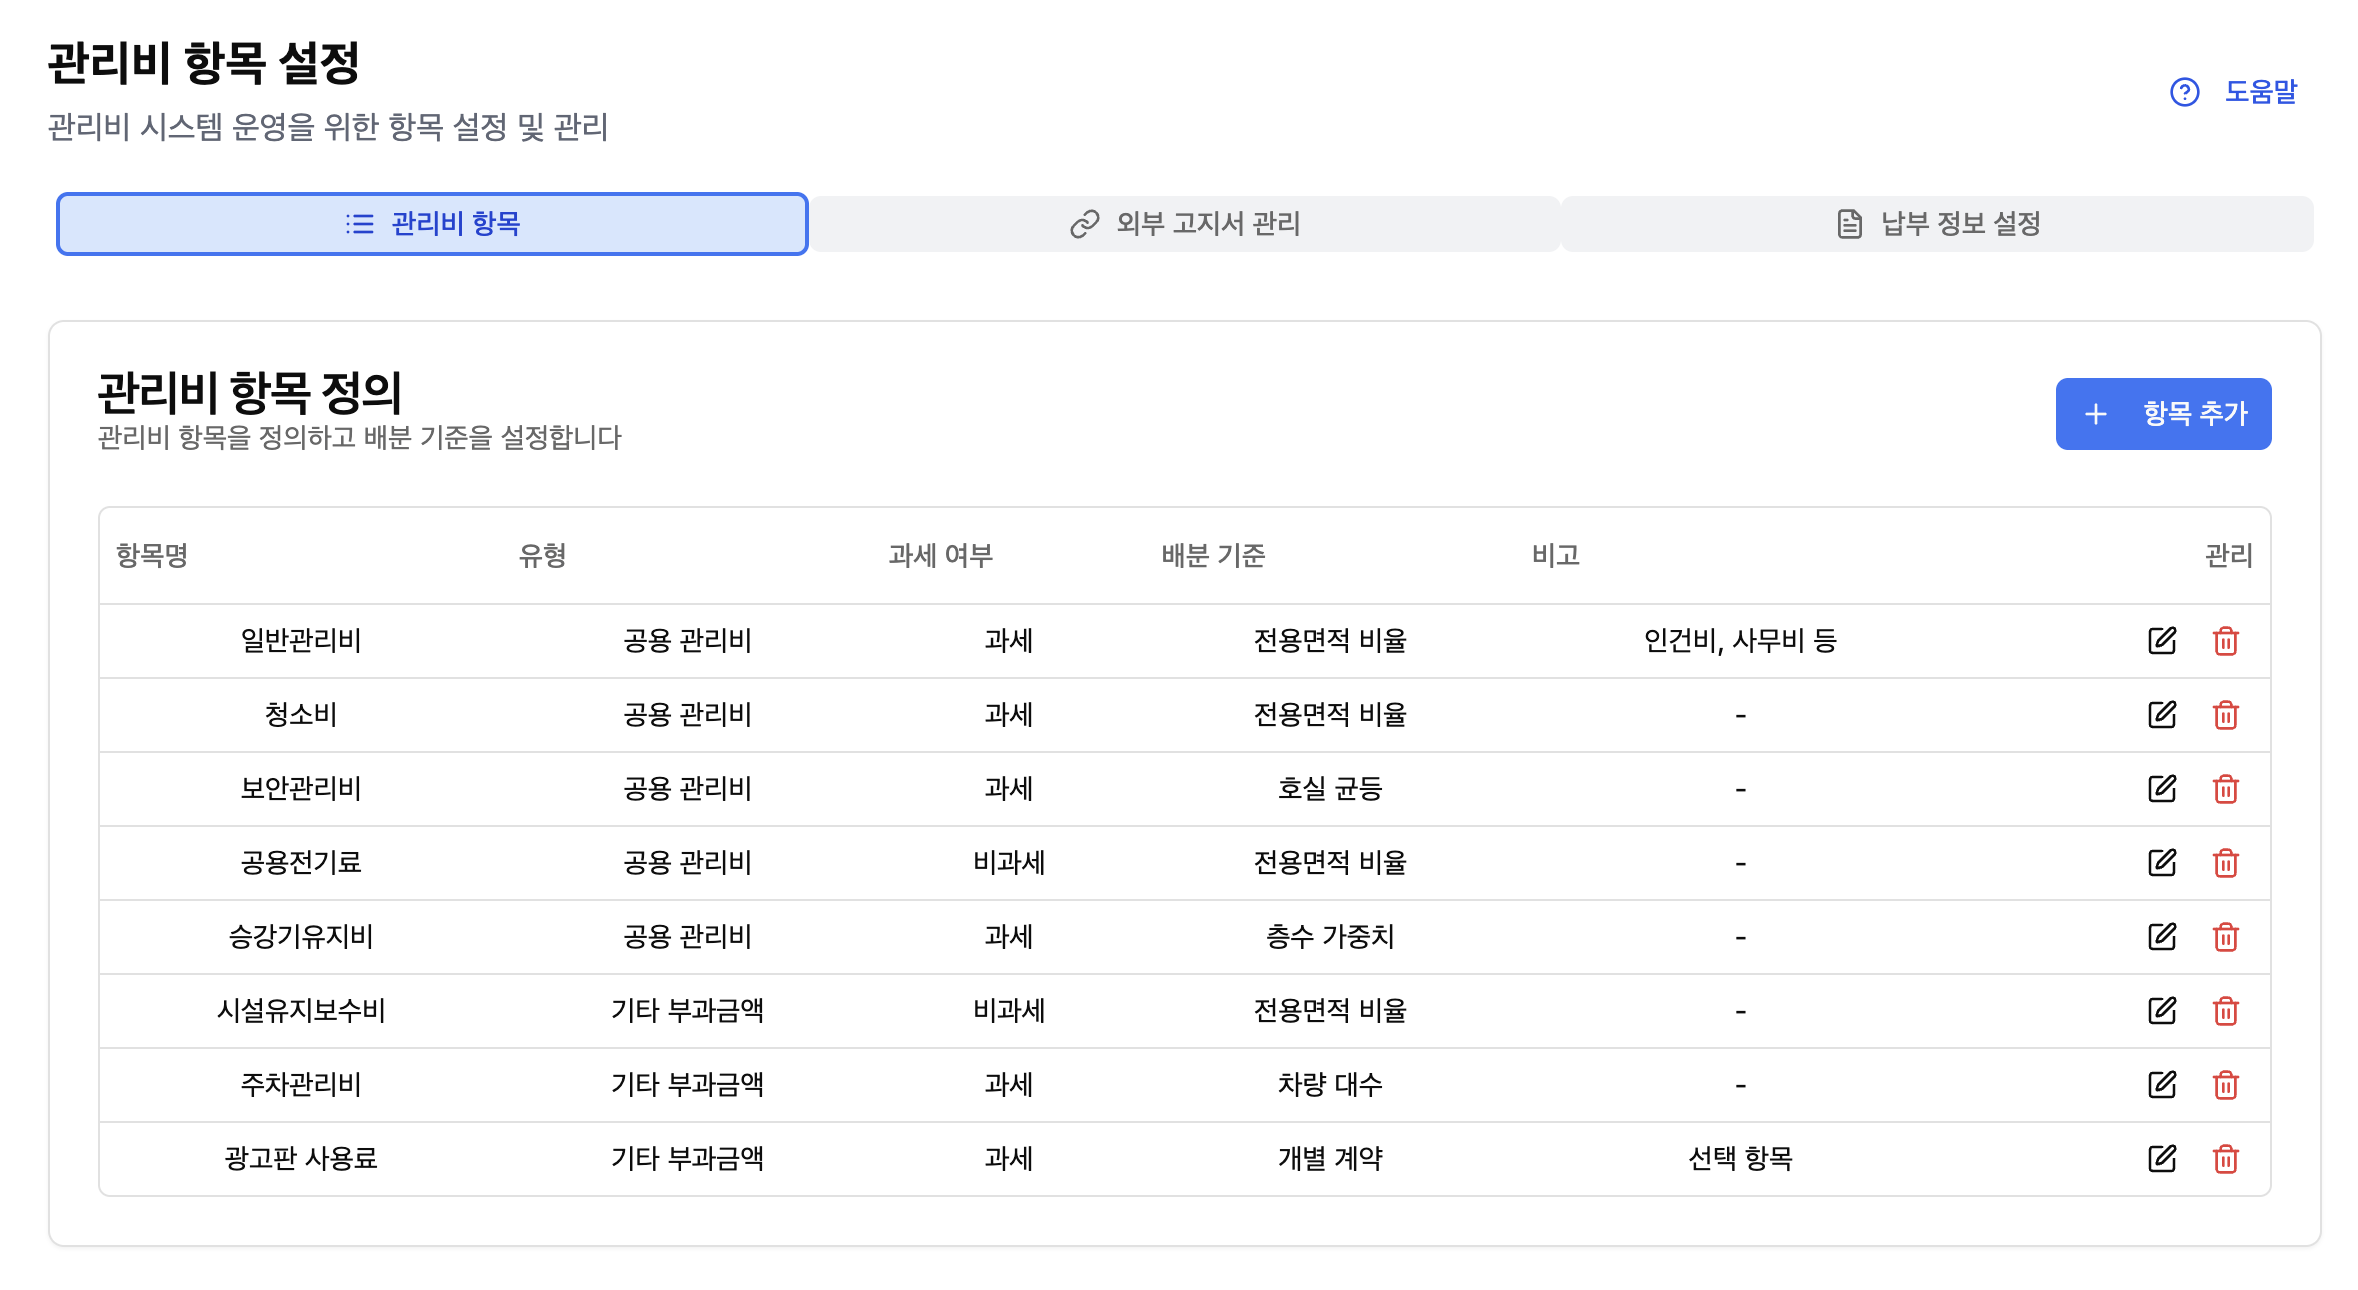 관리비 항목 설정
관리비 시스템 운영을 위한 항목 설정 및 관리
도움말
관리비 항목 외부 고지서 관리 납부 정보 설정
관리비 항목 정의
관리비 항목을 정의하고 배분 기준을 설정합니다
항목 추가
항목명 유형 과세 여부 배분 기준 비고 관리
일반관리비 공용 관리비 과세 전용면적 비율 인건비, 사무비 등
청소비 공용 관리비 과세 전용면적 비율 -
보안관리비 공용 관리비 과세 호실 균등 -
공용전기료 공용 관리비 비과세 전용면적 비율 -
승강기유지비 공용 관리비 과세 층수 가중치 -
시설유지보수비 기타 부과금액 비과세 전용면적 비율 -
주차관리비 기타 부과금액 과세 차량 대수 -
광고판 사용료 기타 부과금액 과세 개별 계약 선택 항목